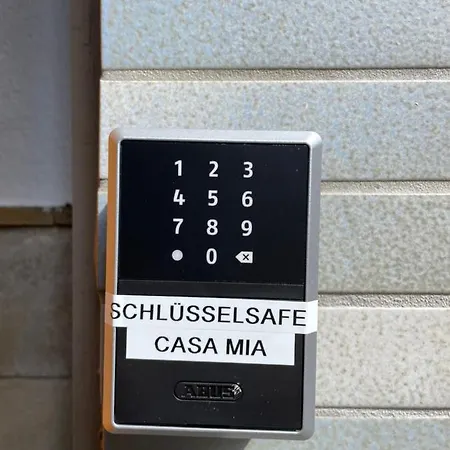 1 2 3
4 5 6
7 8 9
0
SCHLÜSSELSAFE
CASA MIA
ABUS